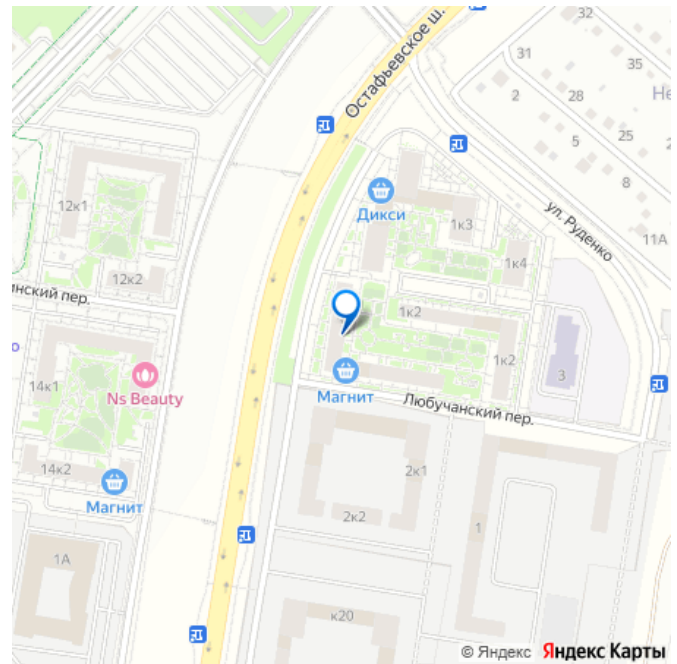 32
31
35
Не
2
28
5
25
2
8
11А
Остафьевское ш.
ул. Руденко
12к1
Дикси
1к3
1к4
12к2
инский пер.
1к2
о
1к2
3
14к1
Ns Beauty
Магнит
Любучанский пер.
14к2
Магнит
2к1
2к2
1
1А
к20
© Яндекс Яндекс Карты